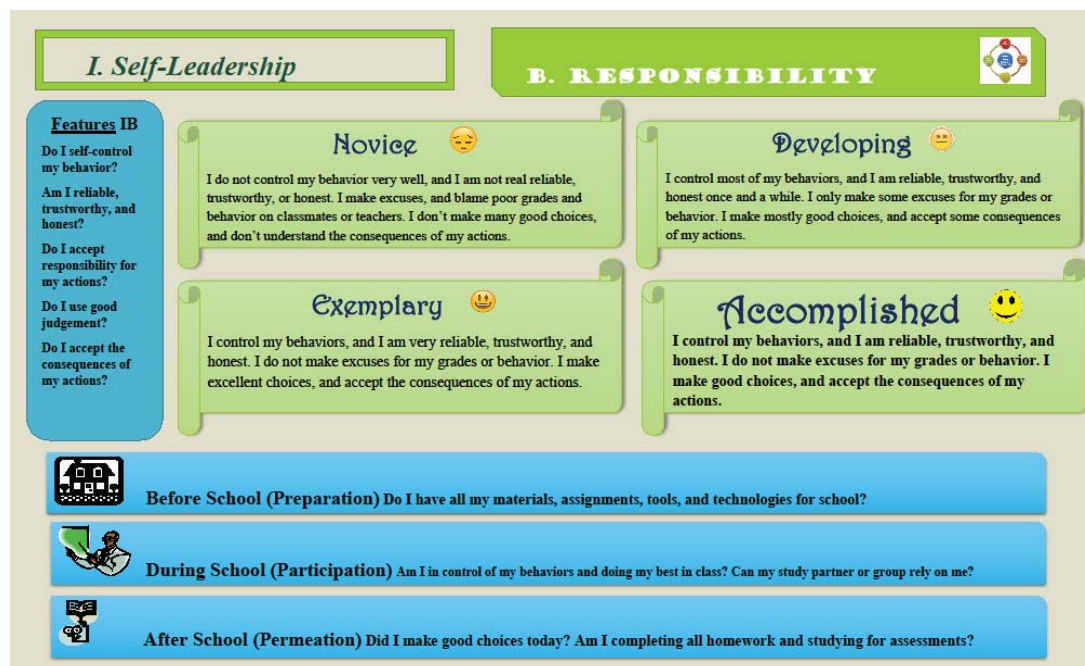 I. Self-Leadership
B. RESPONSIBILITY
Features IB
Do I self-control
my behavior?
Am I reliable,
trustworthy, and
honest?
Do I accept
responsibility for
my actions?
Do I use good
judgement?
Do I accept the
consequences of
my actions?
Novice
I do not control my behavior very well, and I am not real reliable,
trustworthy, or honest. I make excuses, and blame poor grades and
behavior on classmates or teachers. I don't make many good choices,
and don't understand the consequences of my actions.
Developing
I control most of my behaviors, and I am reliable, trustworthy, and
honest once and a while. I only make some excuses for my grades or
behavior. I make mostly good choices, and accept some consequences
of my actions.
Exemplary
I control my behaviors, and I am very reliable, trustworthy, and
honest. I do not make excuses for my grades or behavior. I make
excellent choices, and accept the consequences of my actions.
Accomplished
I control my behaviors, and I am reliable, trustworthy, and
honest. I do not make excuses for my grades or behavior. I
make good choices, and accept the consequences of my
actions.
Before School (Preparation) Do I have all my materials, assignments, tools, and technologies for school?
During School (Participation) Am I in control of my behaviors and doing my best in class? Can my study partner or group rely on me?
After School (Permeation) Did I make good choices today? Am I completing all homework and studying for assessments?